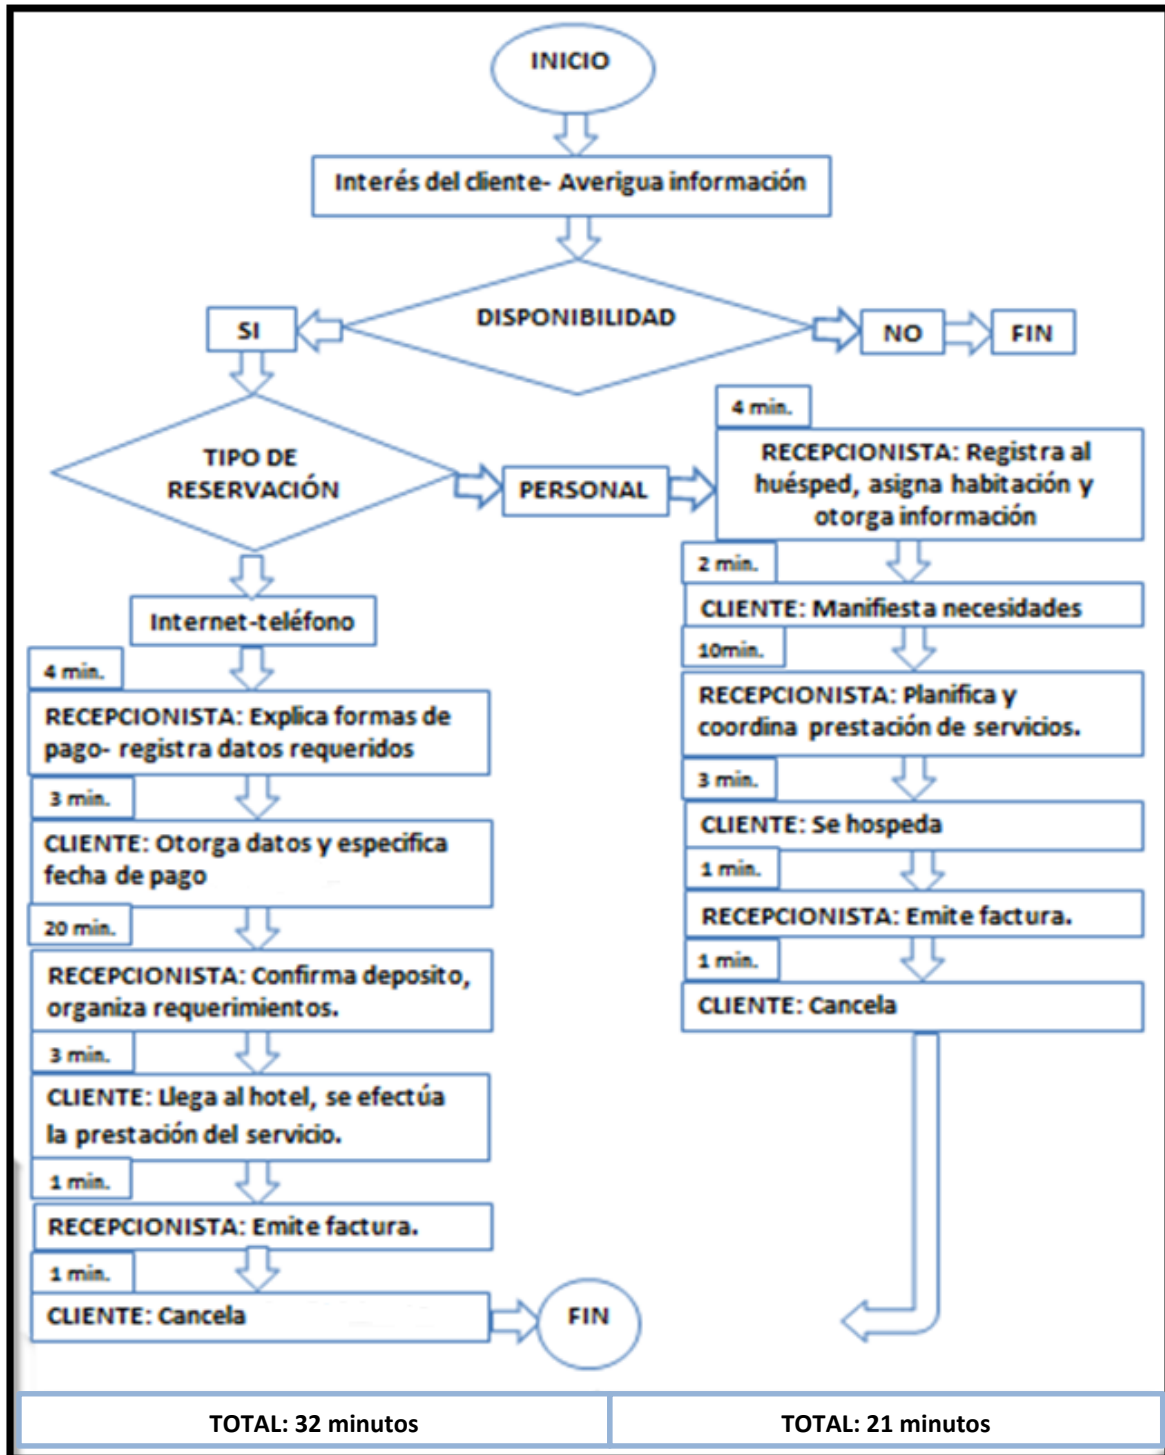 INICIO
Interés del cliente- Averigua información
DISPONIBILIDAD
SI
NO
FIN
TIPO DE
RESERVACIÓN
PERSONAL
4 min.
RECEPCIONISTA: Registra al
huésped, asigna habitación y
otorga información
2 min.
CLIENTE: Manifiesta necesidades
10min.
RECEPCIONISTA: Planifica y
coordina prestación de servicios.
3 min.
CLIENTE: Se hospeda
1 min.
RECEPCIONISTA: Emite factura.
1 min.
CLIENTE: Cancela
Internet-teléfono
4 min.
RECEPCIONISTA: Explica formas de
pago- registra datos requeridos
3 min.
CLIENTE: Otorga datos y especifica
fecha de pago
20 min.
RECEPCIONISTA: Confirma deposito,
organiza requerimientos.
3 min.
CLIENTE: Llega al hotel, se efectúa
la prestación del servicio.
1 min.
RECEPCIONISTA: Emite factura.
1 min.
CLIENTE: Cancela
FIN
TOTAL: 32 minutos
TOTAL: 21 minutos